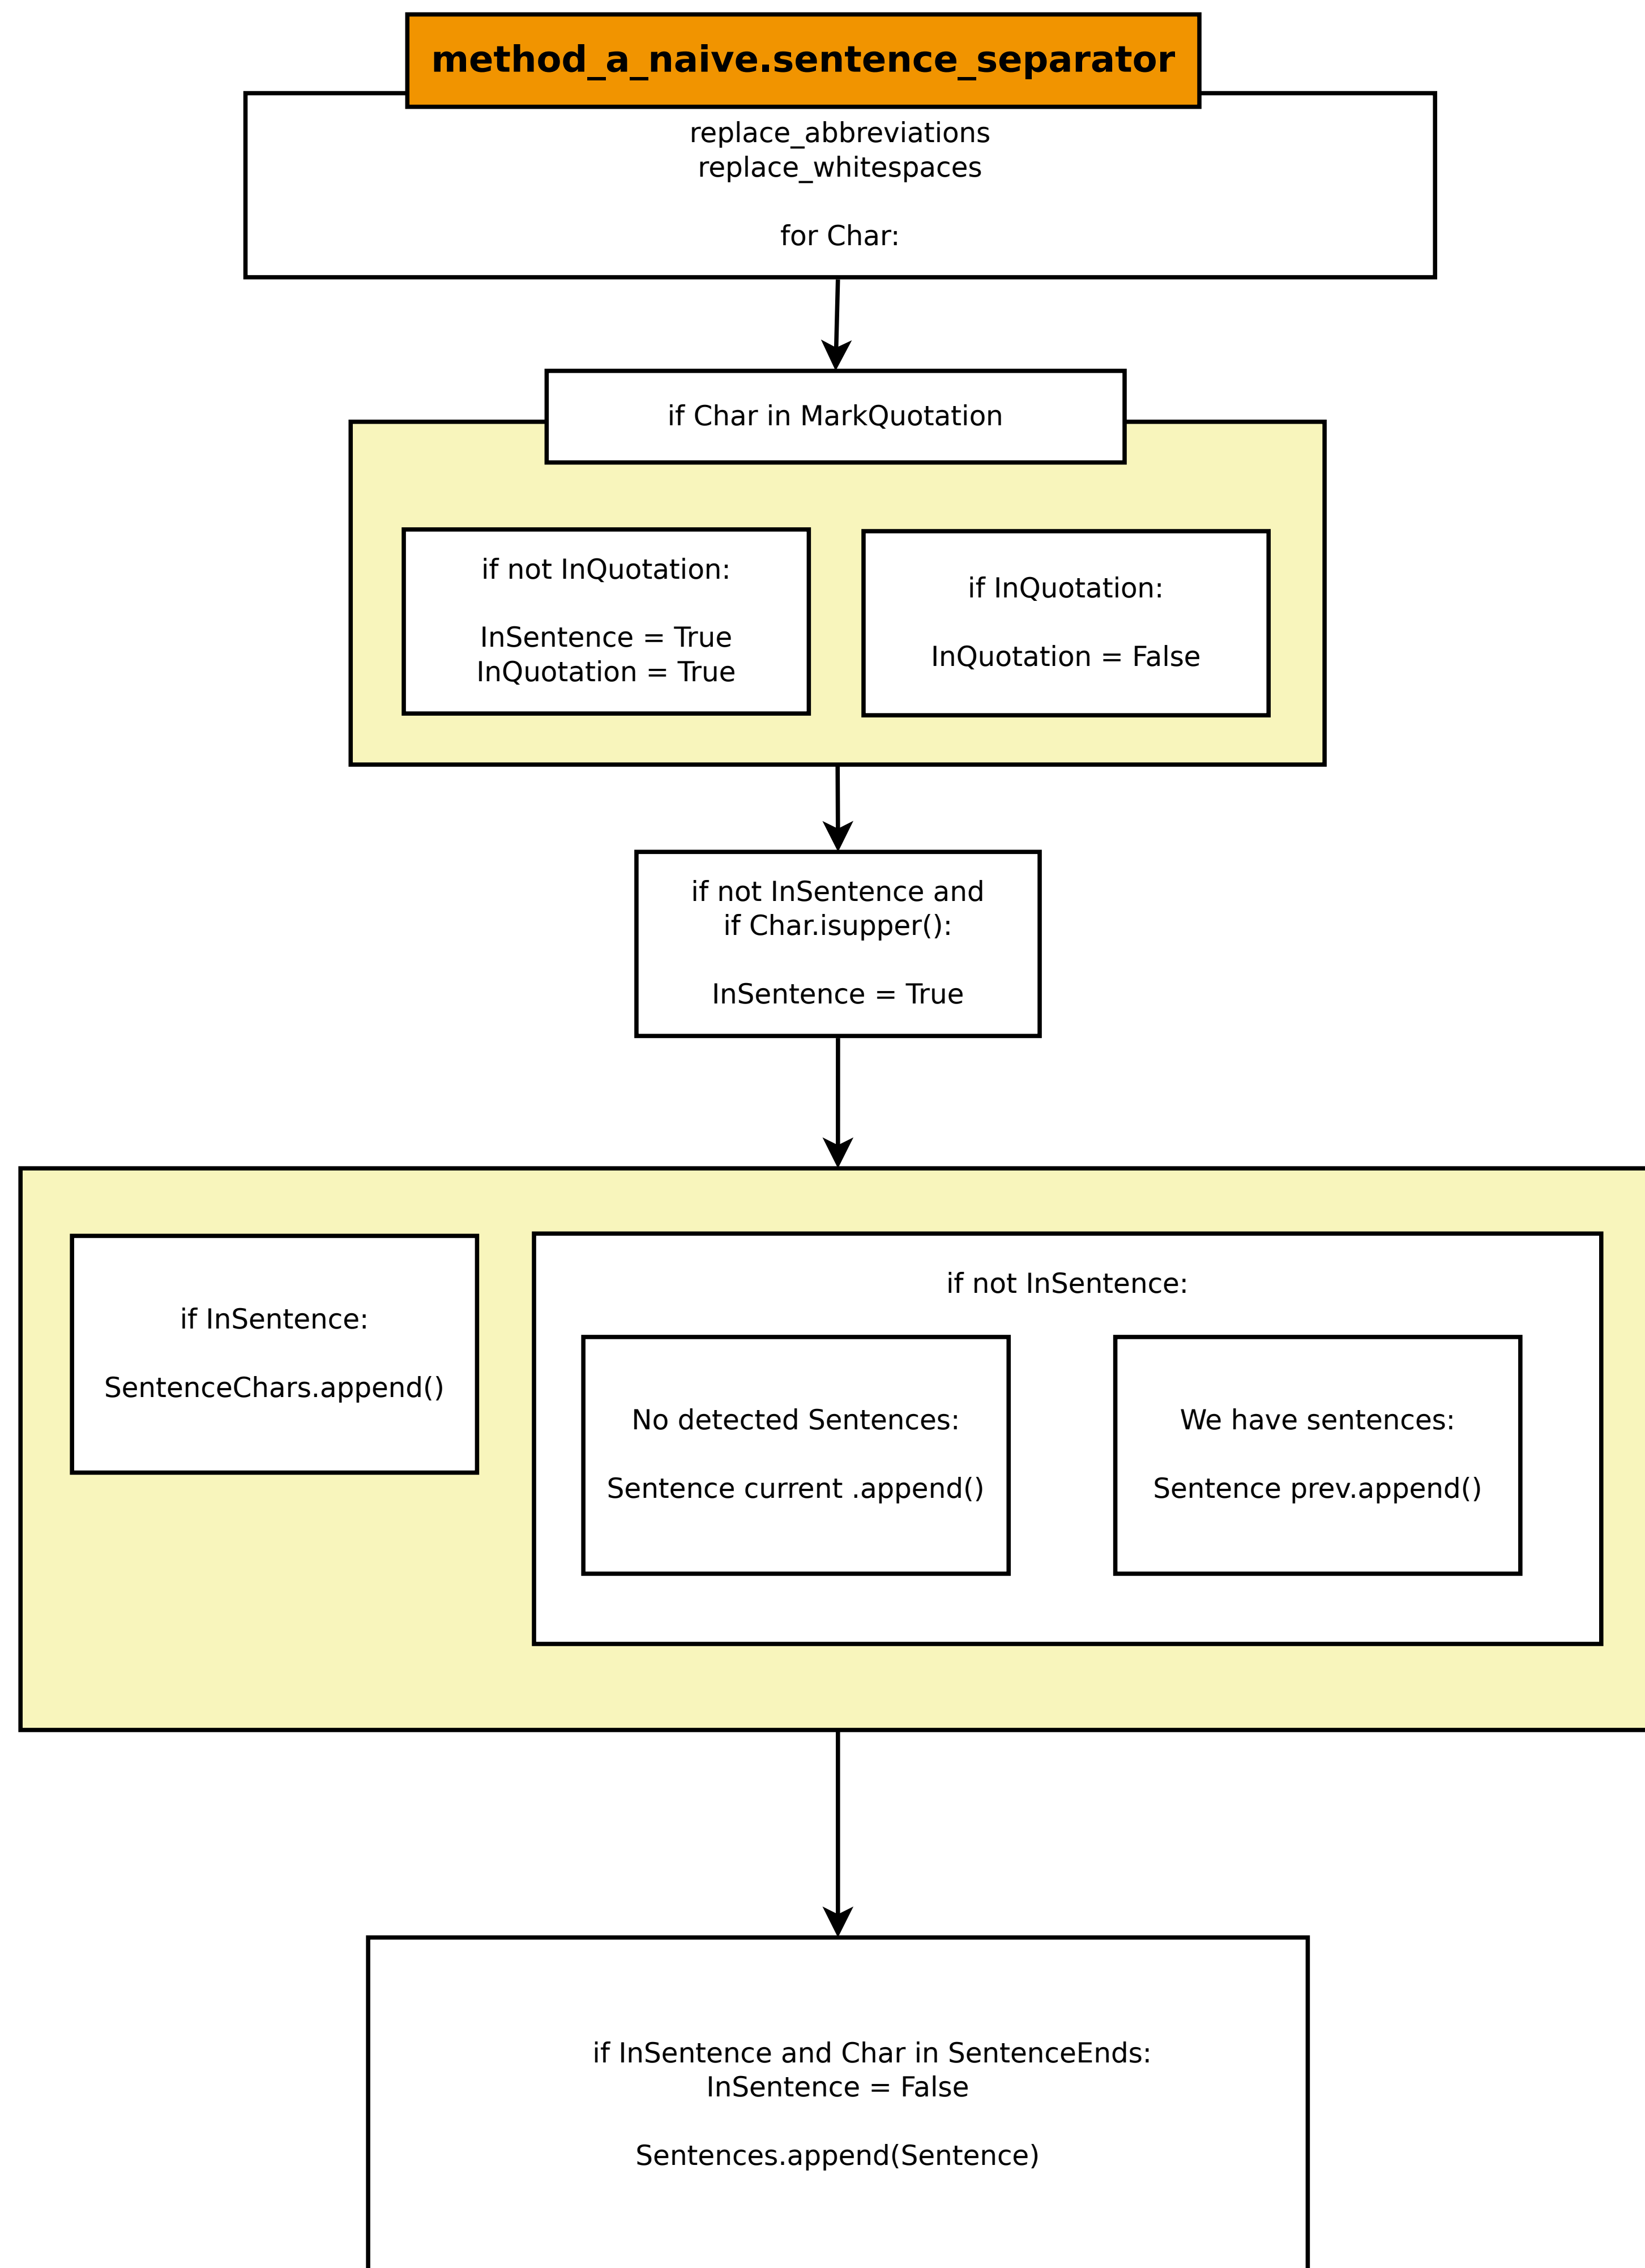 method_a_naive.sentence_separator
replace_abbreviations
replace_whitespaces
for Char:
if Char in MarkQuotation
if not InQuotation:
InSentence = True
InQuotation = True
if InQuotation:
InQuotation = False
if not InSentence and
if Char.isupper():
InSentence = True
if InSentence:
SentenceChars.append()
if not InSentence:
No detected Sentences:
Sentence current .append()
We have sentences:
Sentence prev.append()
if InSentence and Char in SentenceEnds:
InSentence = False
Sentences.append(Sentence)